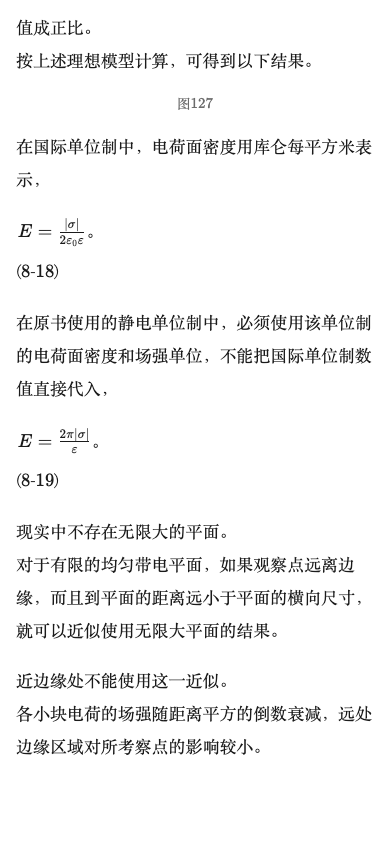 值成正比。
按上述理想模型计算，可得到以下结果。
图127
在国际单位制中，电荷面密度用库仑每平方米表
示，
E = |σ| / 2ε₀ε 。
(8-18)
在原书使用的静电单位制中，必须使用该单位制
的电荷面密度和场强单位，不能把国际单位制数
值直接代入，
E = 2π|σ| / ε 。
(8-19)
现实中不存在无限大的平面。
对于有限的均匀带电平面，如果观察点远离边
缘，而且到平面的距离远小于平面的横向尺寸，
就可以近似使用无限大平面的结果。
近边缘处不能使用这一近似。
各小块电荷的场强随距离平方的倒数衰减，远处
边缘区域对所考察点的影响较小。